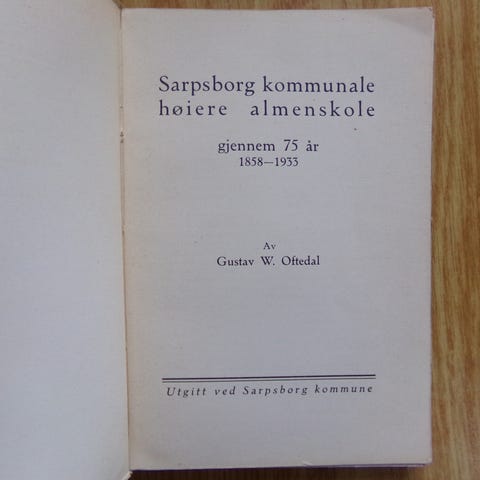 Sarpsborg kommunale
høiere almenskole
gjennem 75 år
1858—1933
Av
Gustav W. Oftedal
Utgitt ved Sarpsborg kommune